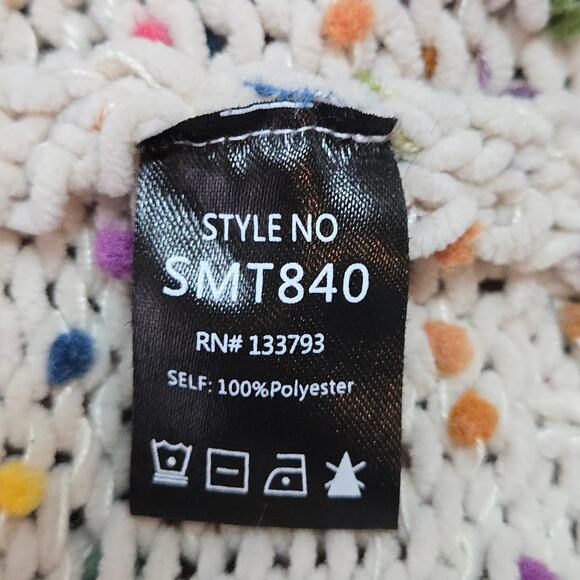 STYLE NO
SMT840
RN# 133793
SELF: 100%Polyester